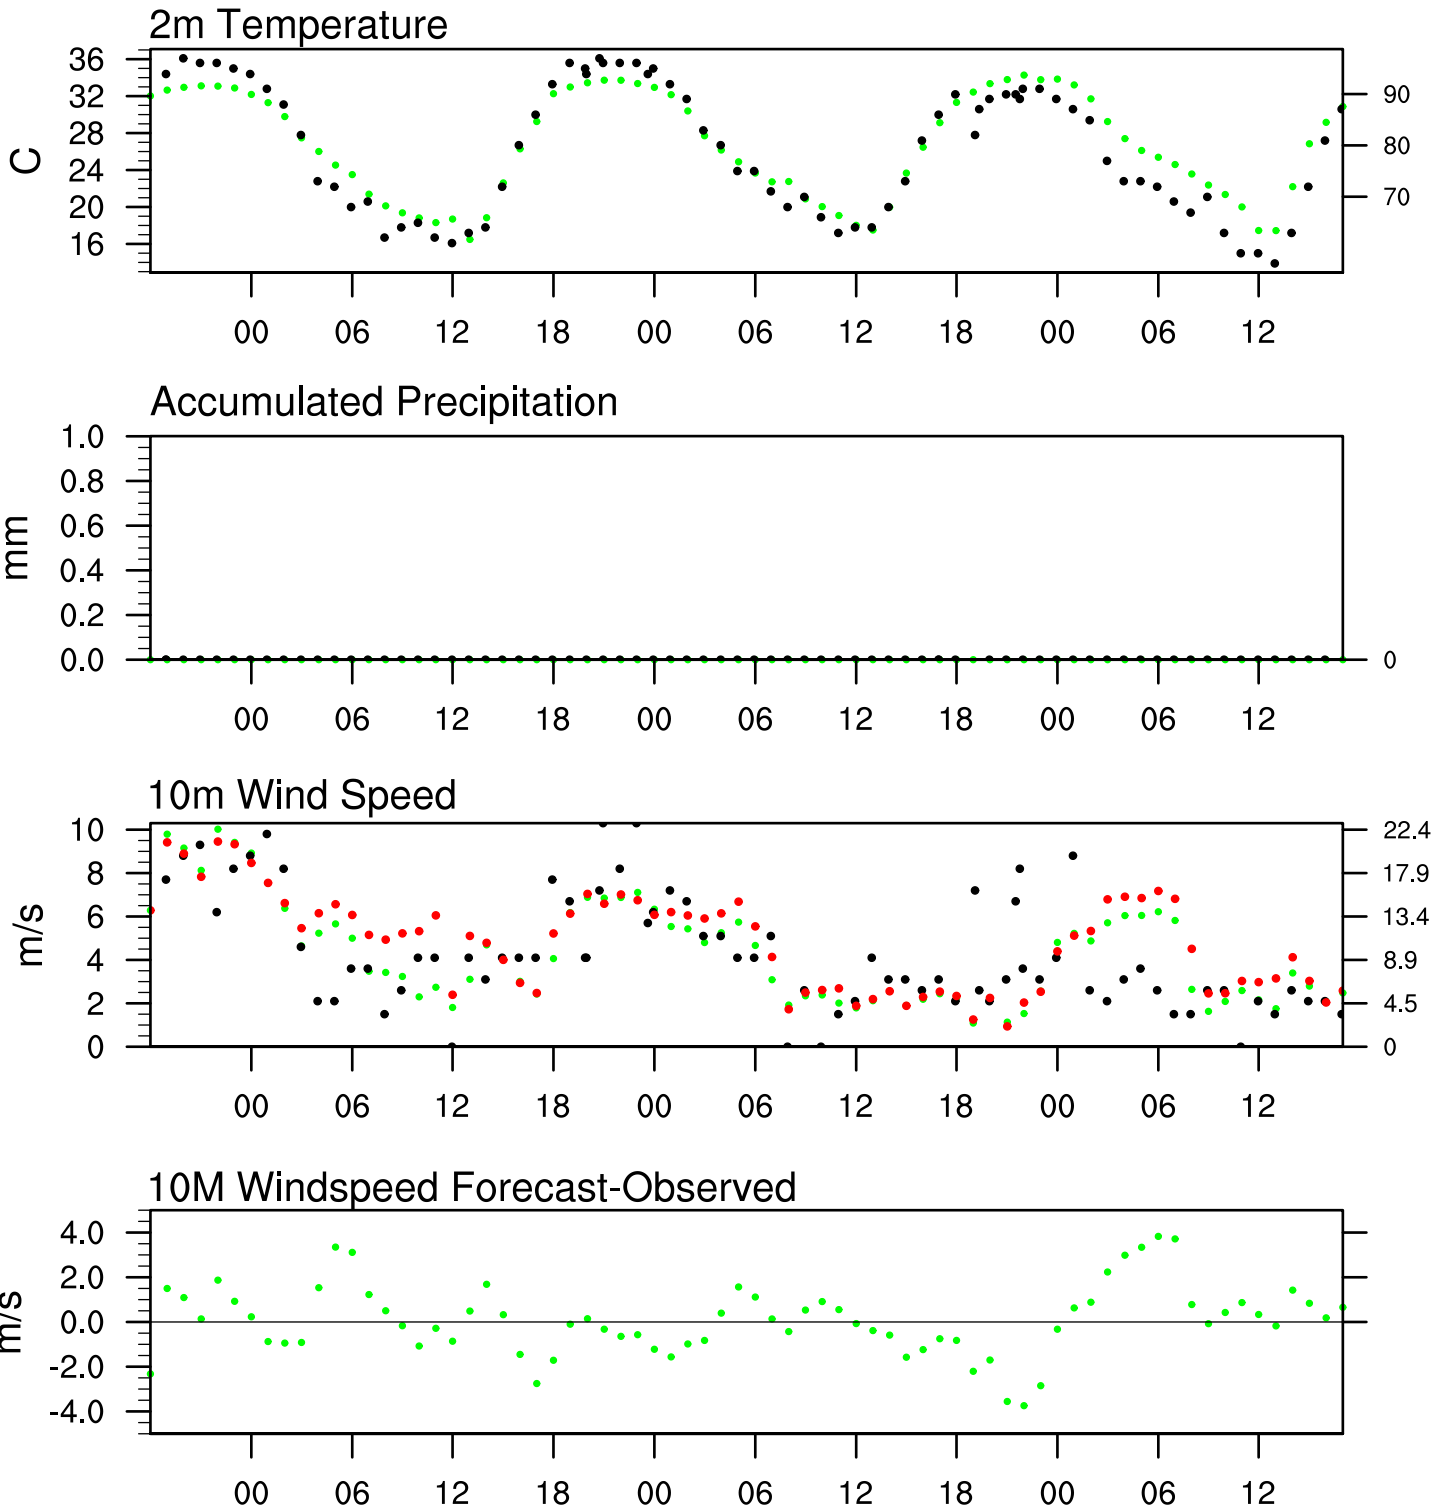 2m Temperature
36
32
28
24
20
16
C
90
80
70
00 06 12 18 00 06 12 18 00 06 12
Accumulated Precipitation
1.0
0.8
0.6
0.4
0.2
0.0
mm
0
00 06 12 18 00 06 12 18 00 06 12
10m Wind Speed
10
8
6
4
2
0
m/s
22.4
17.9
13.4
8.9
4.5
0
00 06 12 18 00 06 12 18 00 06 12
10M Windspeed Forecast-Observed
4.0
2.0
0.0
-2.0
-4.0
m/s
00 06 12 18 00 06 12 18 00 06 12